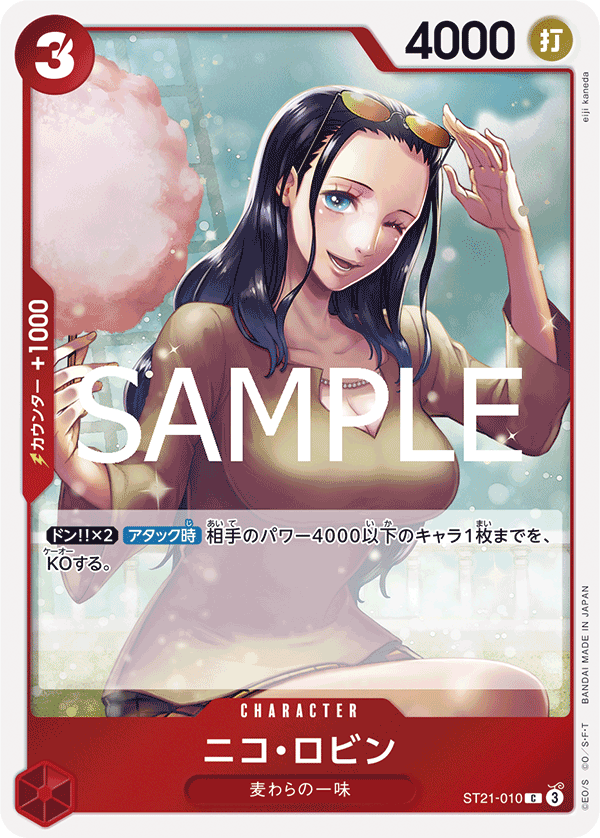 3
4000
打
eiji kaneda
カウンター +1000
SAMPLE
ドン!!×2 アタック時 相手のパワー4000以下のキャラ1枚までを、
KOする。
CHARACTER
ニコ・ロビン
麦わらの一味
ST21-010 C 3
©EO/S ©O/S・F・T BANDAI MADE IN JAPAN